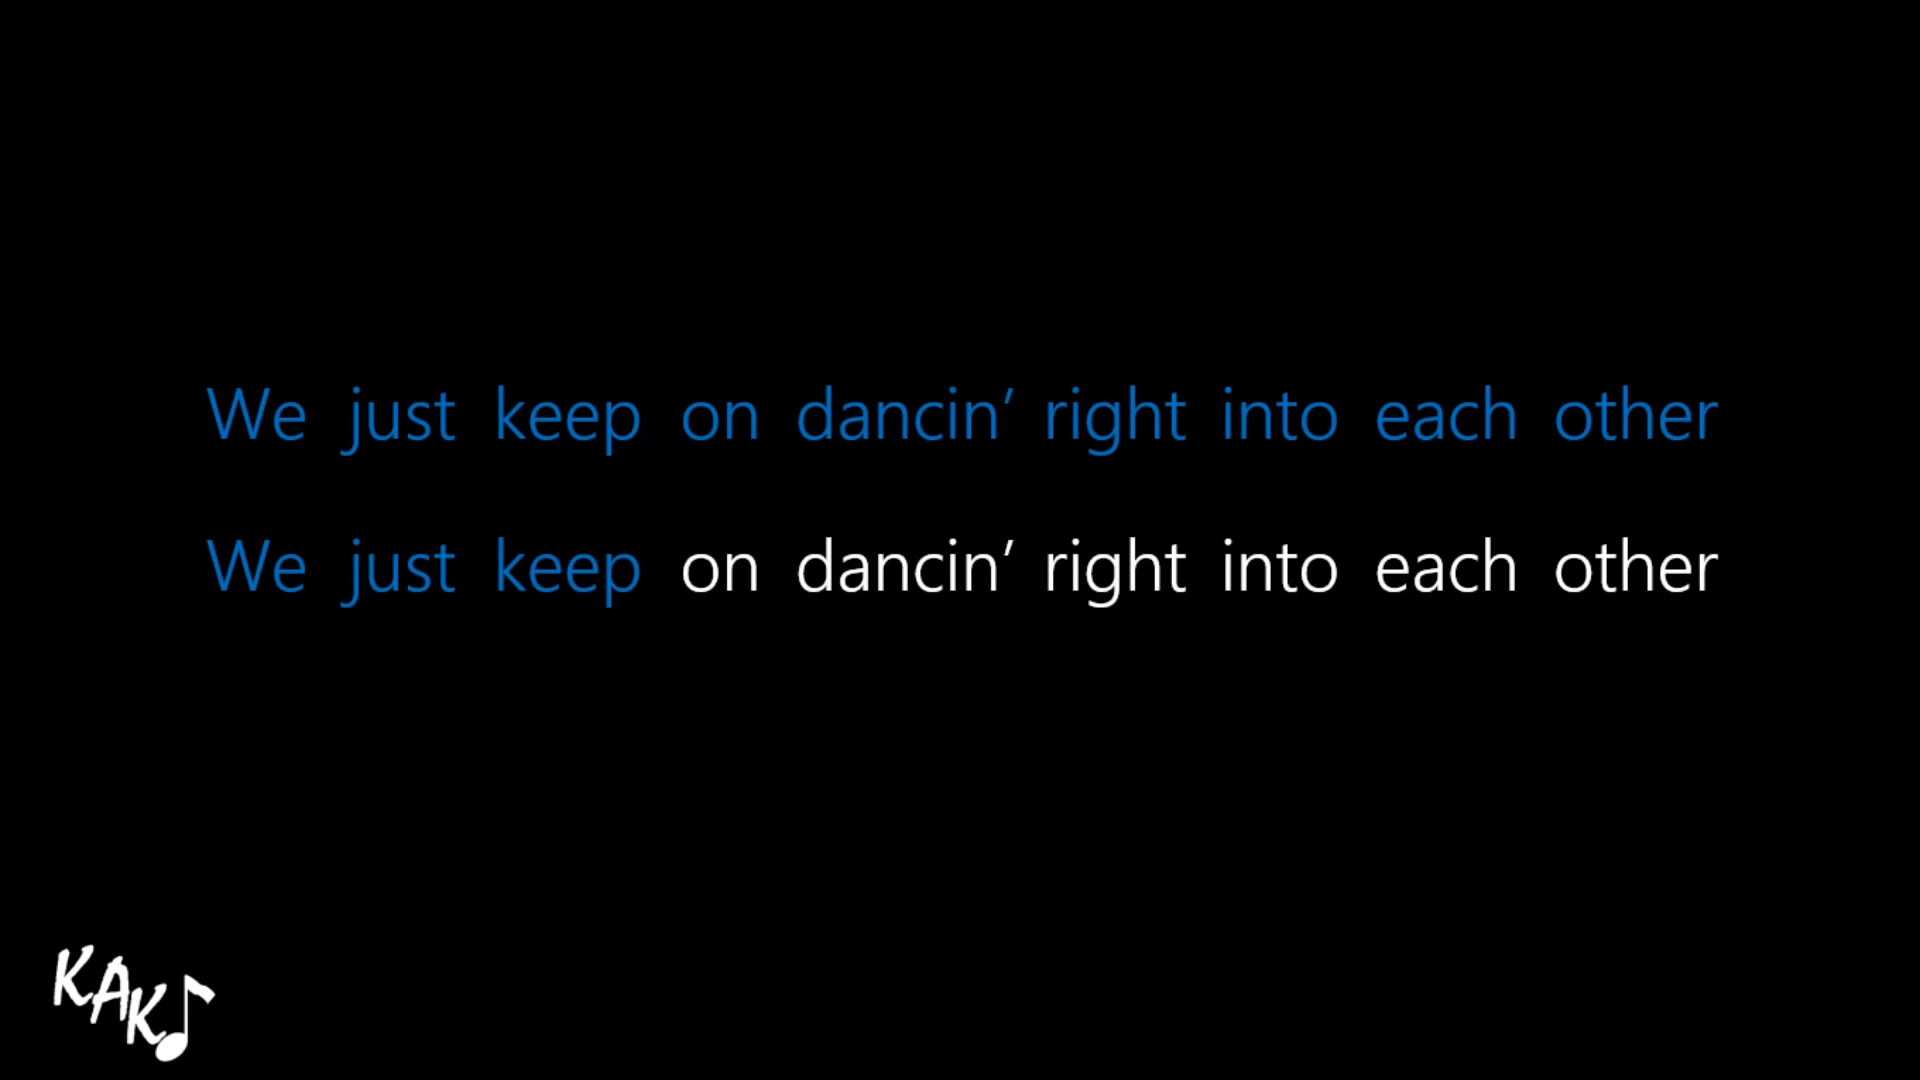 We just keep on dancin’ right into each other
We just keep on dancin’ right into each other
KAK